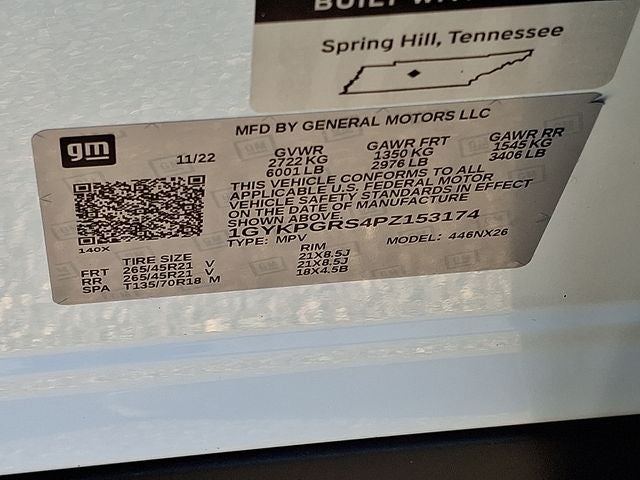 BUILT WITH
Spring Hill, Tennessee
MFD BY GENERAL MOTORS LLC
gm
11/22
GVWR GAWR FRT GAWR RR
2722 KG 1350 KG 1545 KG
6001 LB 2976 LB 3406 LB
THIS VEHICLE CONFORMS TO ALL
APPLICABLE U.S. FEDERAL MOTOR
VEHICLE SAFETY STANDARDS IN EFFECT
ON THE DATE OF MANUFACTURE
SHOWN ABOVE.
1GYKPGRS4PZ153174
TYPE: MPV MODEL: 446NX26
140X
TIRE SIZE RIM
FRT 265/45R21 V 21X8.5J
RR 265/45R21 V 21X8.5J
SPA T135/70R18 M 18X4.5B